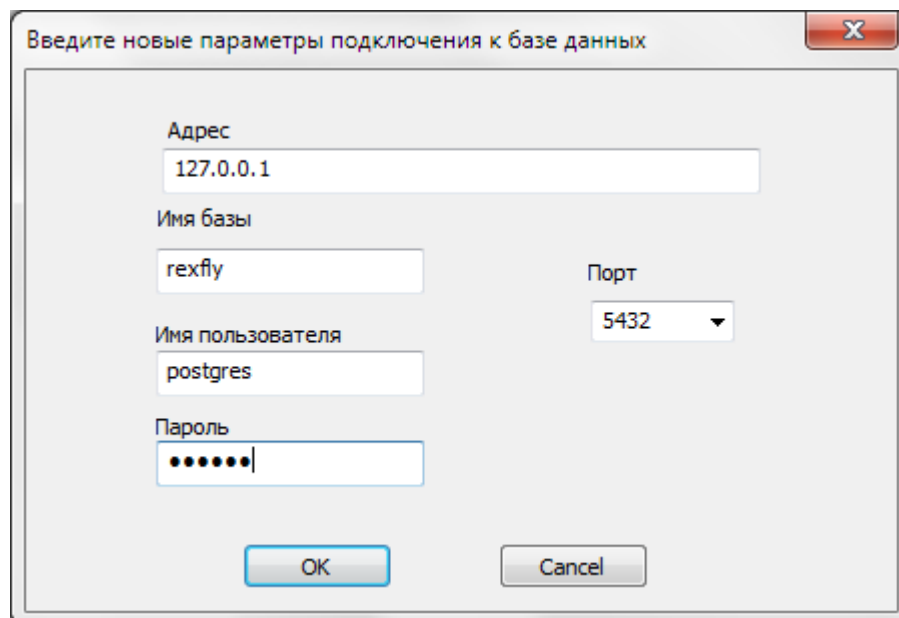 Введите новые параметры подключения к базе данных
Адрес
127.0.0.1
Имя базы
rexfly
Порт
5432
Имя пользователя
postgres
Пароль
••••••
OK
Cancel